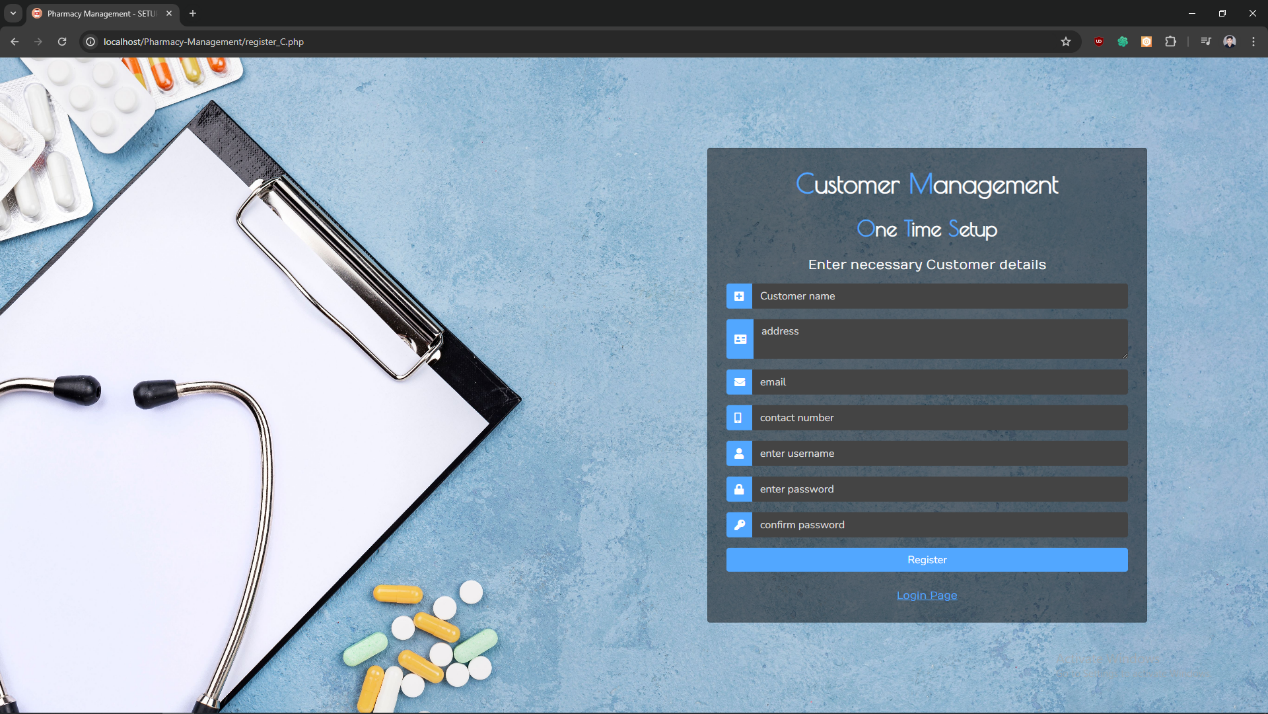 Pharmacy Management - SETU
localhost/Pharmacy-Management/register_C.php
Customer Management
One Time Setup
Enter necessary Customer details
Customer name
address
email
contact number
enter username
enter password
confirm password
Register
Login Page